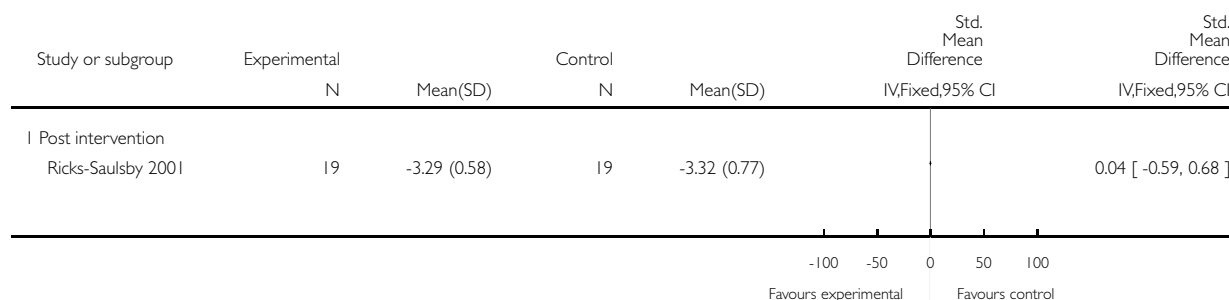 Std.
Mean
Difference
Std.
Mean
Difference
Study or subgroup Experimental Control
N Mean(SD) N Mean(SD) IV,Fixed,95% CI IV,Fixed,95% CI
1 Post intervention
Ricks-Saulsby 2001 19 -3.29 (0.58) 19 -3.32 (0.77) 0.04 [ -0.59, 0.68 ]
-100 -50 0 50 100
Favours experimental Favours control